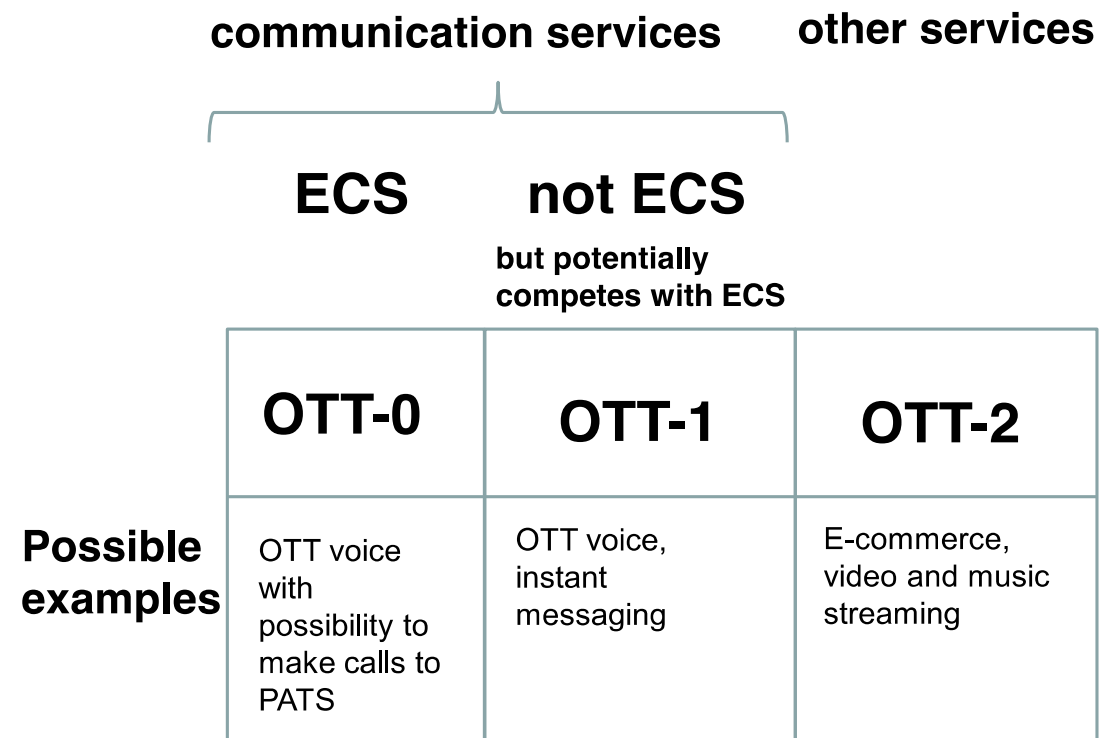 communication services
other services
ECS
not ECS
but potentially
competes with ECS
OTT-0
OTT-1
OTT-2
Possible
examples
OTT voice
with
possibility to
make calls to
PATS
OTT voice,
instant
messaging
E-commerce,
video and music
streaming